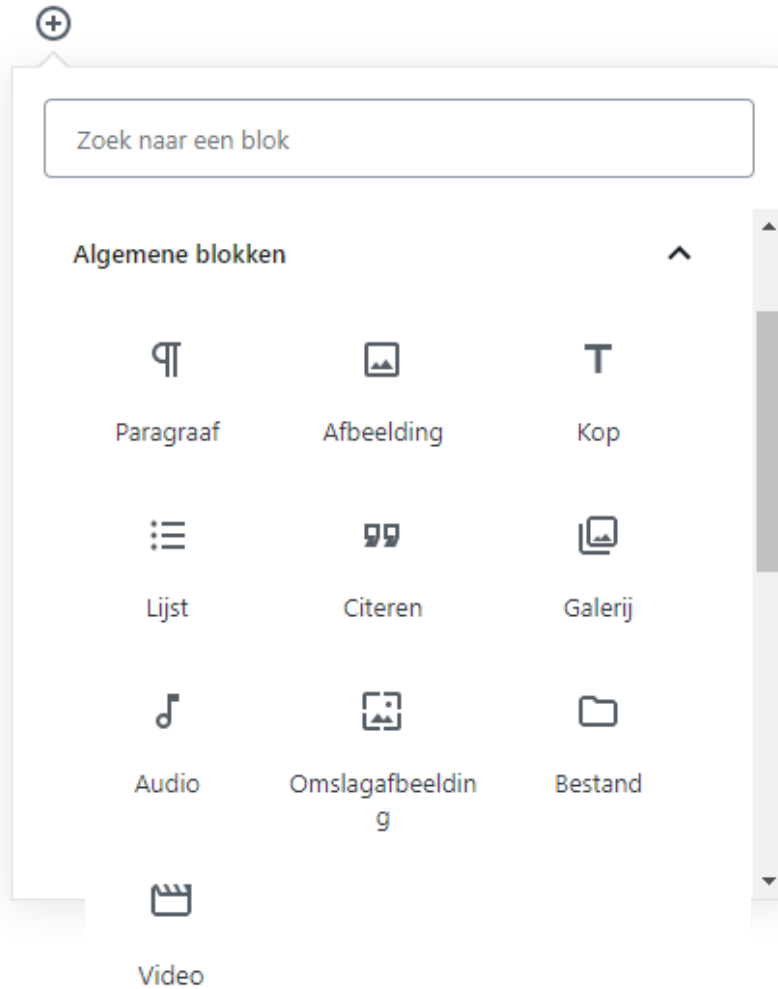 Zoek naar een blok
Algemene blokken
Paragraaf
Afbeelding
Kop
Lijst
Citeren
Galerij
Audio
Omslagafbeeldin
g
Bestand
Video